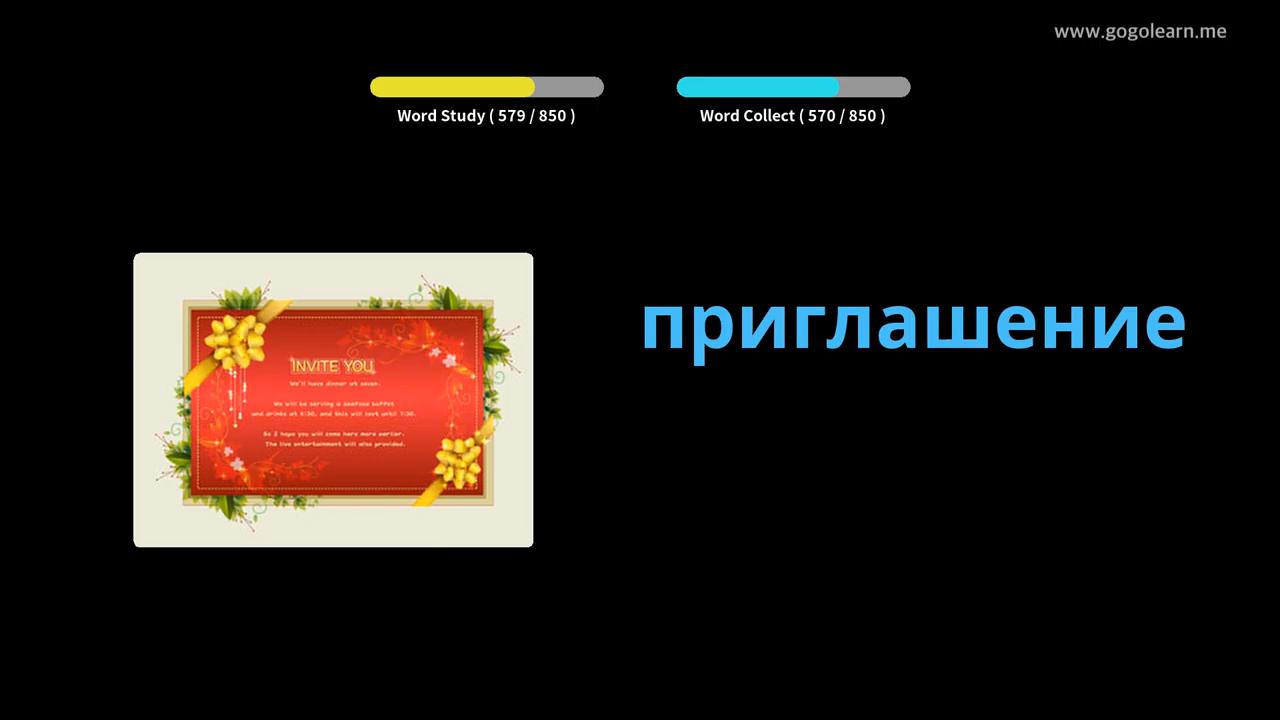 www.gogolearn.me
Word Study ( 579 / 850 )
Word Collect ( 570 / 850 )
приглашение
INVITE YOU
We'll have dinner at seven.
We will be serving a seafood buffet
and drinks at 6:30, and this will last until 7:30.
So I hope you will come here more earlier.
The live entertainment will also provided.